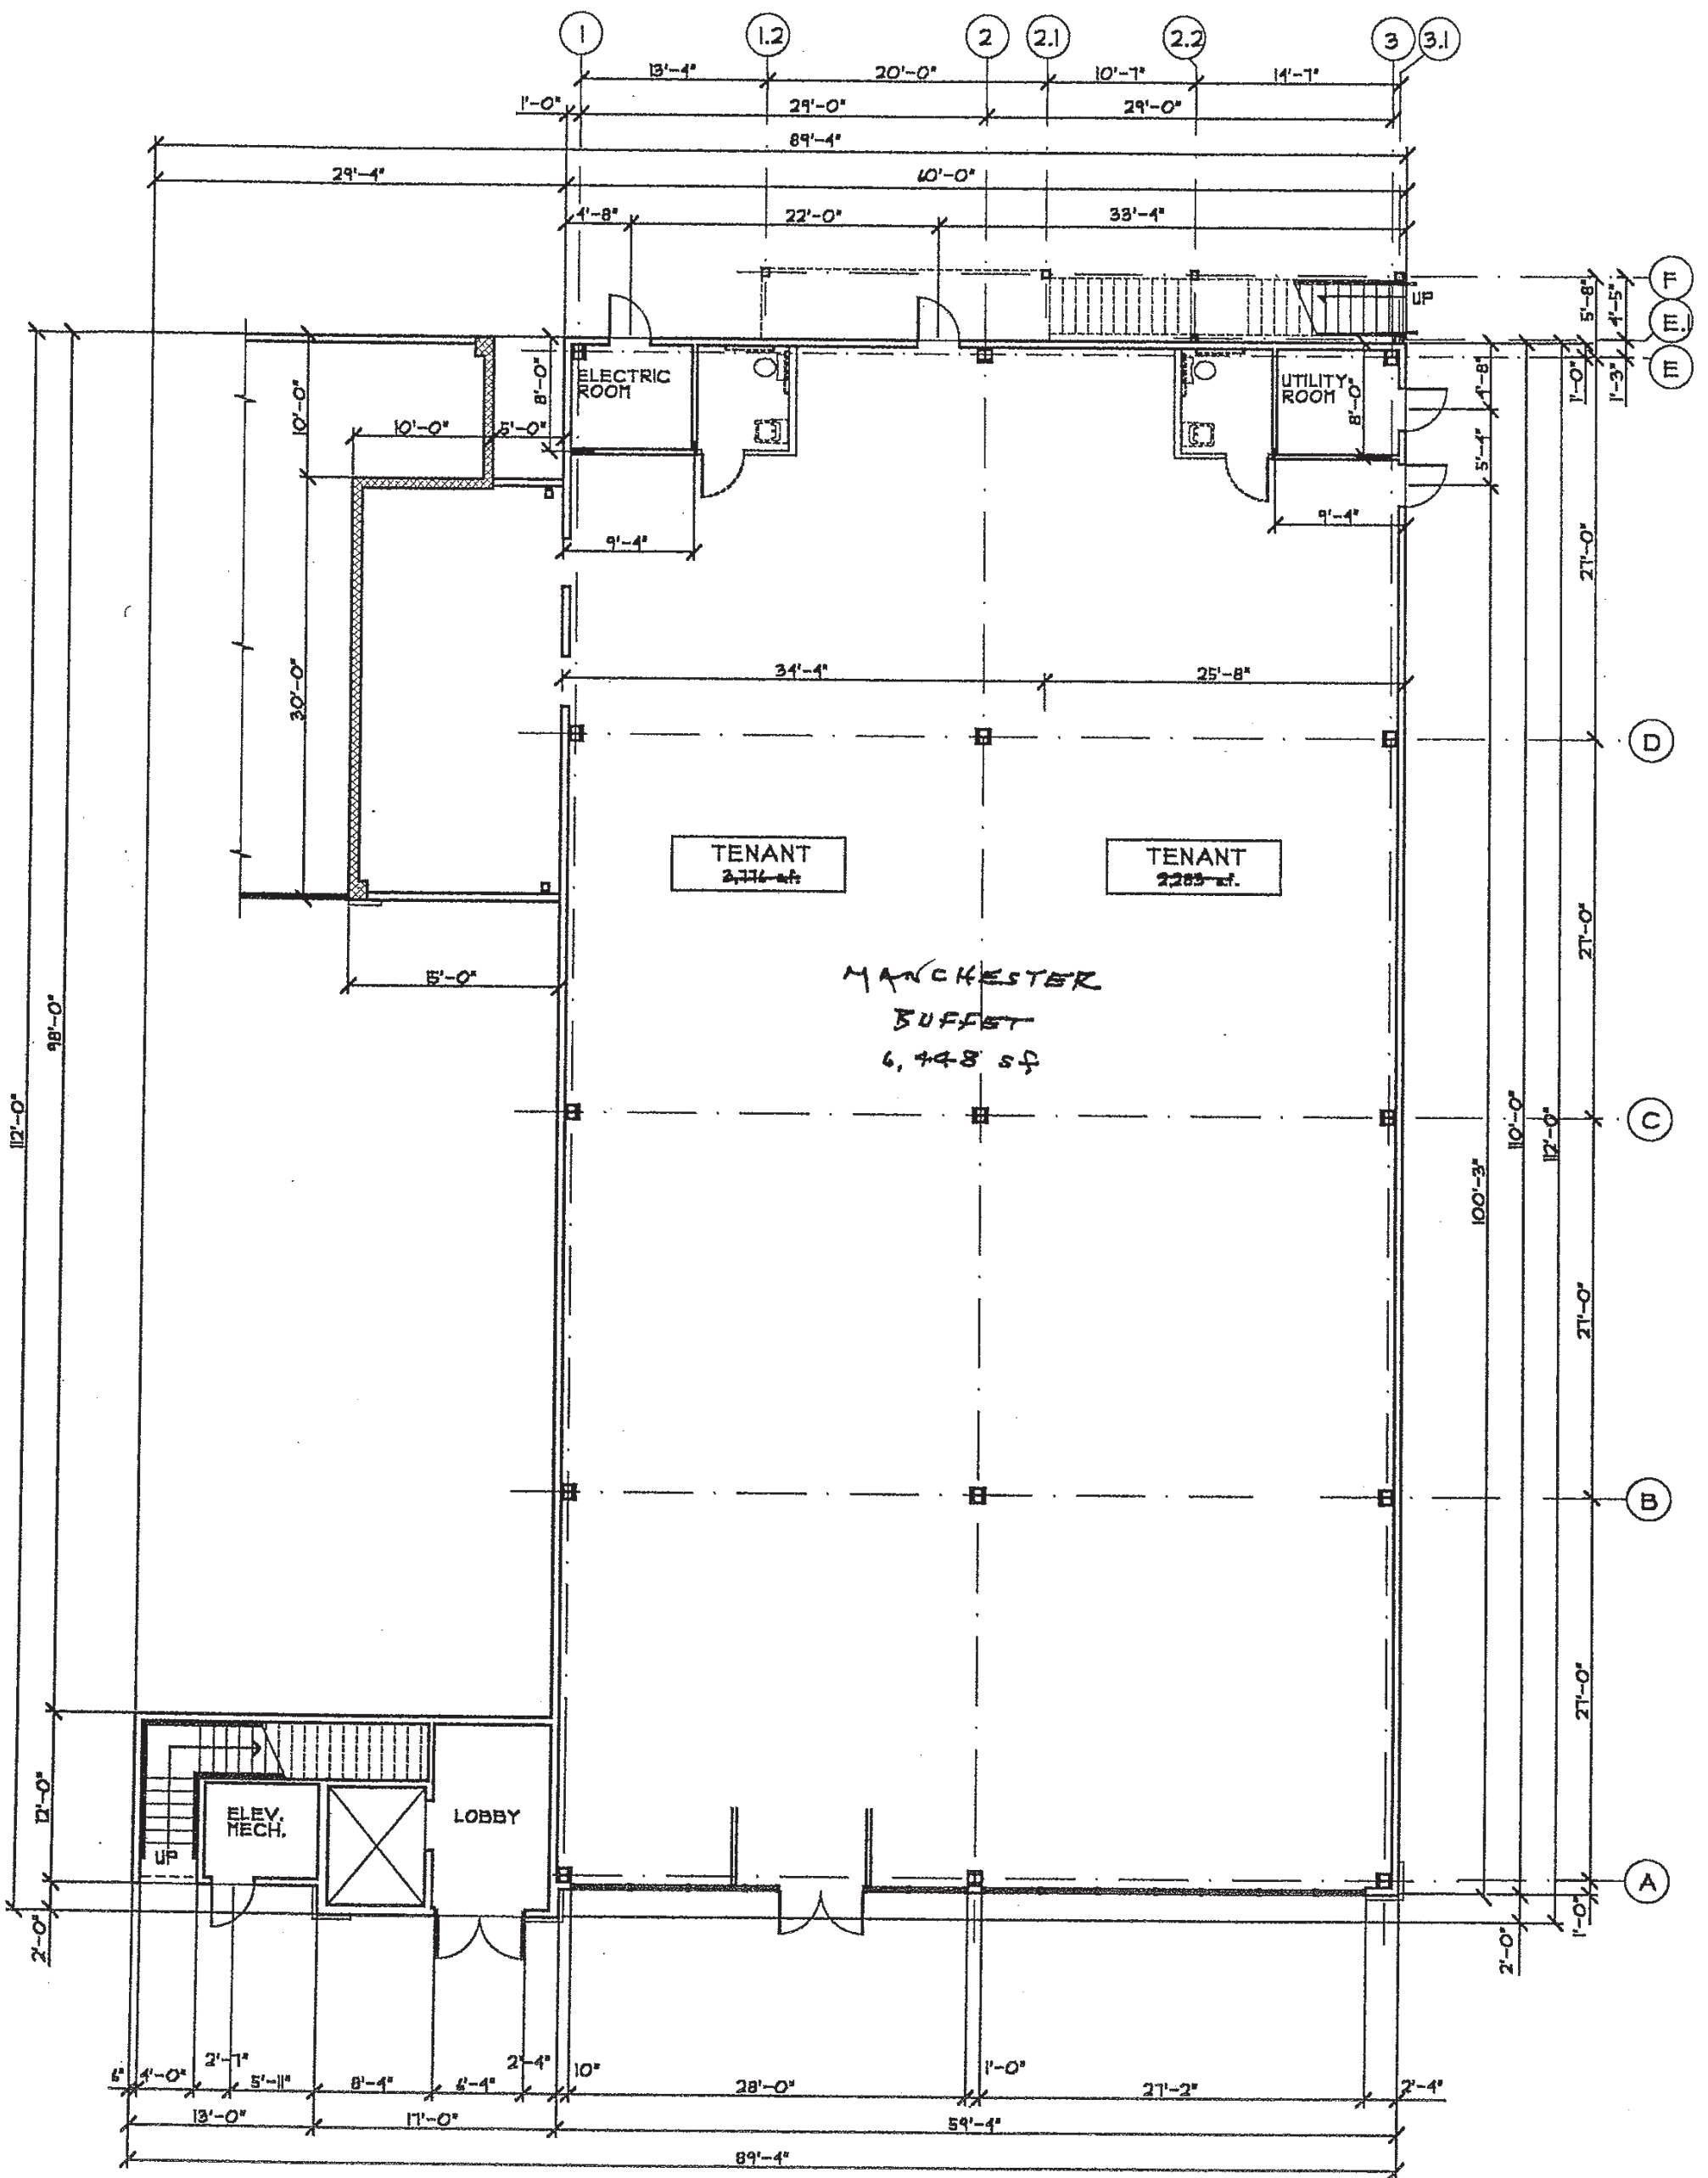 1 1.2 2 2.1 2.2 3 3.1
13'-4" 20'-0" 10'-7" 14'-7"
1'-0" 29'-0" 29'-0"
89'-4"
29'-4" 60'-0"
4'-8" 22'-0" 33'-4"
UP
F
E.1
E
5'-8" 4'-5"
1'-0" 1'-3"
4'-8"
5'-4"
ELECTRIC
ROOM
8'-0"
UTILITY
ROOM
8'-0"
10'-0"
10'-0" 5'-0"
9'-4" 9'-4"
27'-0"
30'-0"
34'-4" 25'-8"
D
TENANT
TENANT
2,283 s.f.
27'-0"
15'-0"
MANCHESTER
BUFFET
6,448 sf
98'-0"
112'-0"
C
110'-0"
112'-0"
100'-3"
27'-0"
B
27'-0"
12'-0"
ELEV.
MECH.
LOBBY
UP
A
2'-0" 2'-0" 1'-0"
6" 4'-0" 2'-7" 5'-11" 8'-4" 6'-4" 2'-4" 10" 28'-0" 1'-0" 27'-2" 2'-4"
13'-0" 17'-0" 59'-4"
89'-4"